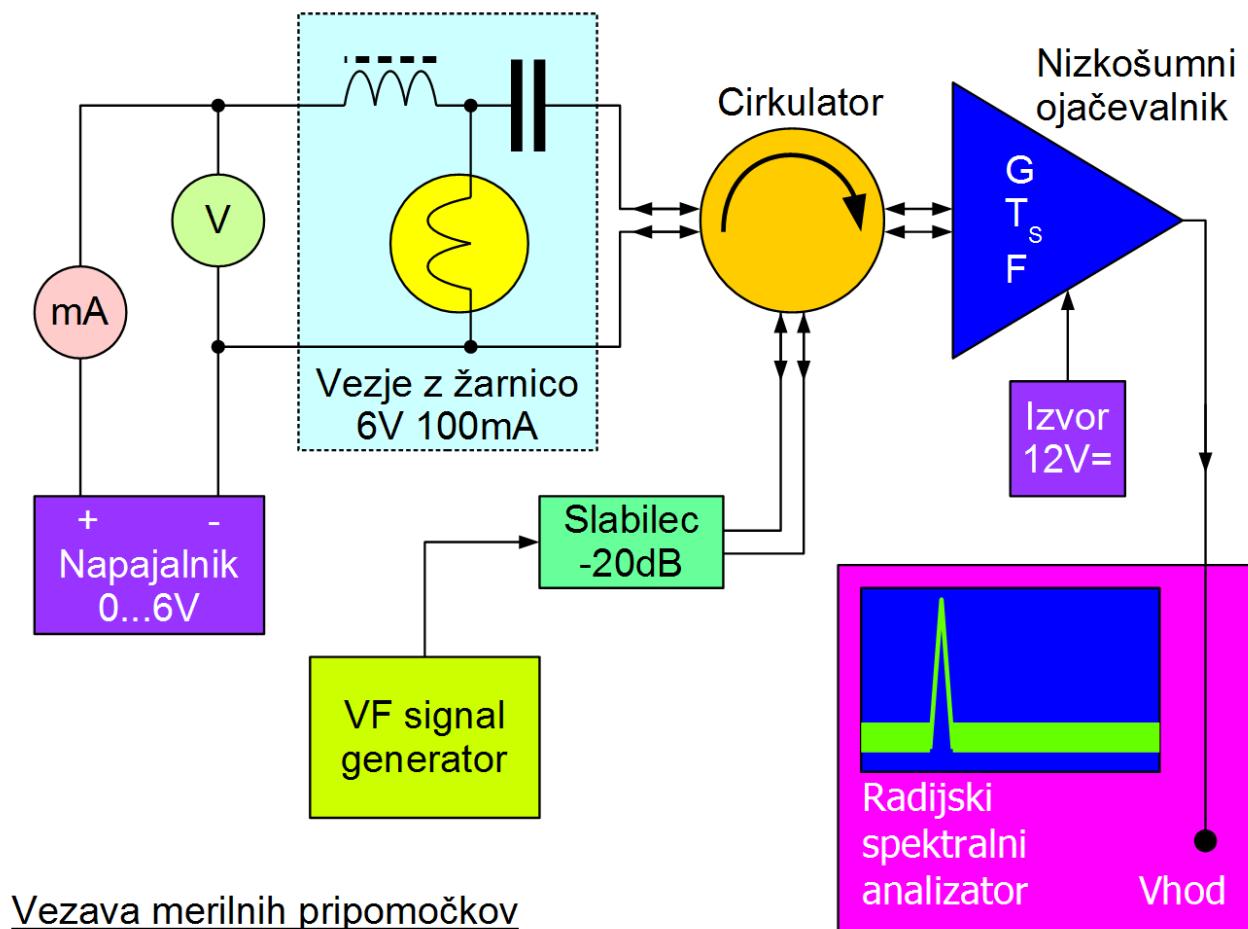 Nizkošumni
ojačevalnik
Cirkulator
G
T_S
F
V
mA
Vezje z žarnico
6V 100mA
Izvor
12V=
+ -
Napajalnik
0...6V
Slabilec
-20dB
VF signal
generator
Radijski
spektralni
analizator
Vhod
Vezava merilnih pripomočkov